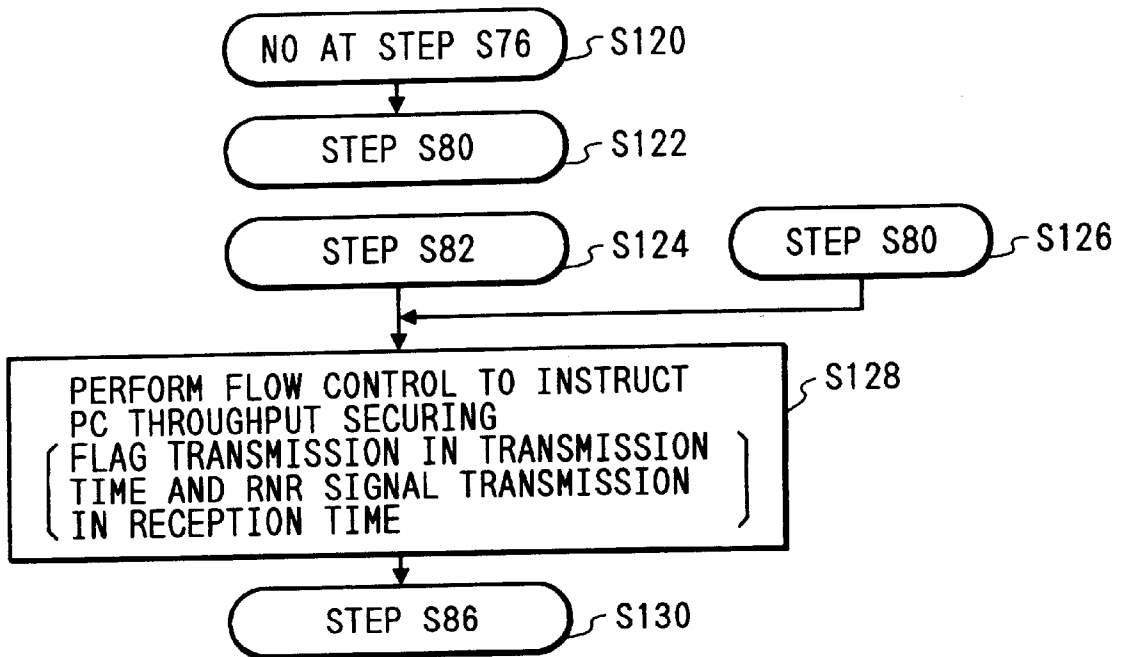 NO AT STEP S76 S120
STEP S80 S122
STEP S82 S124
STEP S80 S126
PERFORM FLOW CONTROL TO INSTRUCT S128
PC THROUGHPUT SECURING
FLAG TRANSMISSION IN TRANSMISSION
TIME AND RNR SIGNAL TRANSMISSION
IN RECEPTION TIME
STEP S86 S130